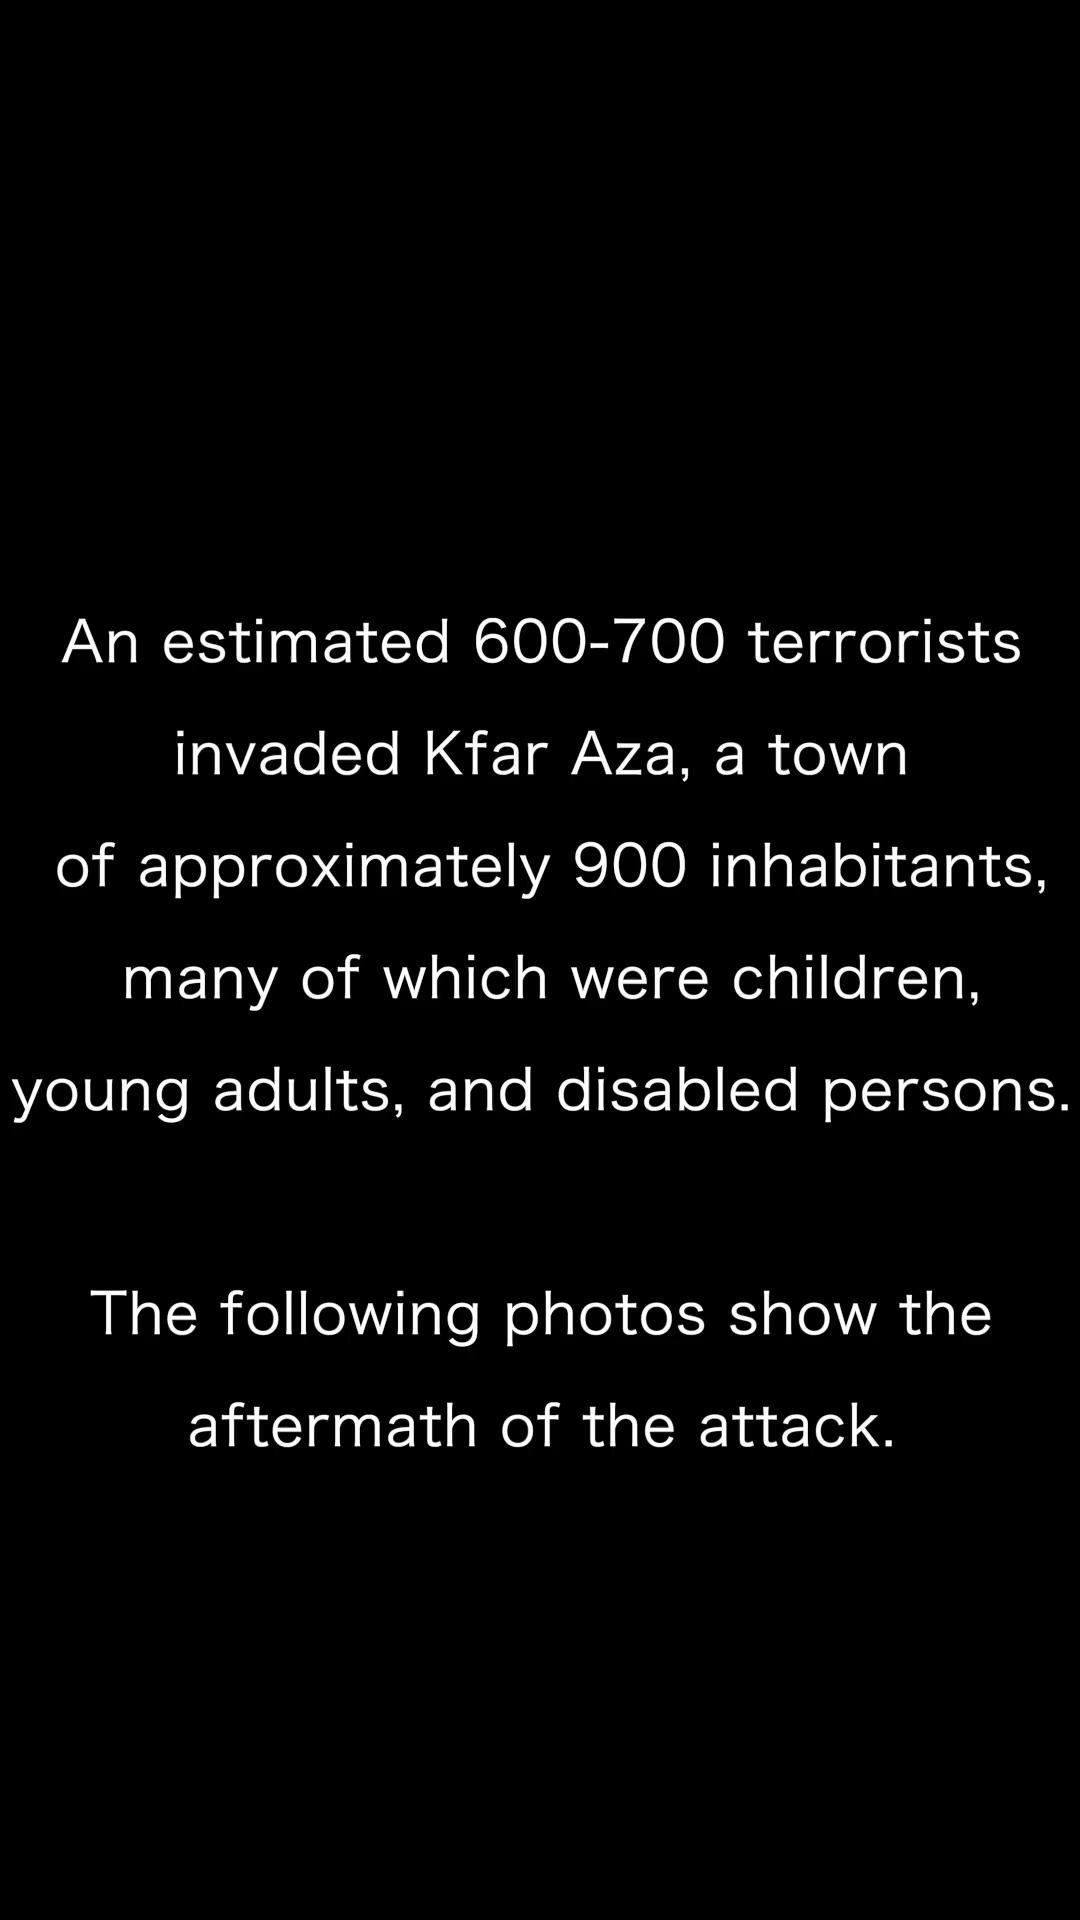 An estimated 600-700 terrorists
invaded Kfar Aza, a town
of approximately 900 inhabitants,
many of which were children,
young adults, and disabled persons.
The following photos show the
aftermath of the attack.